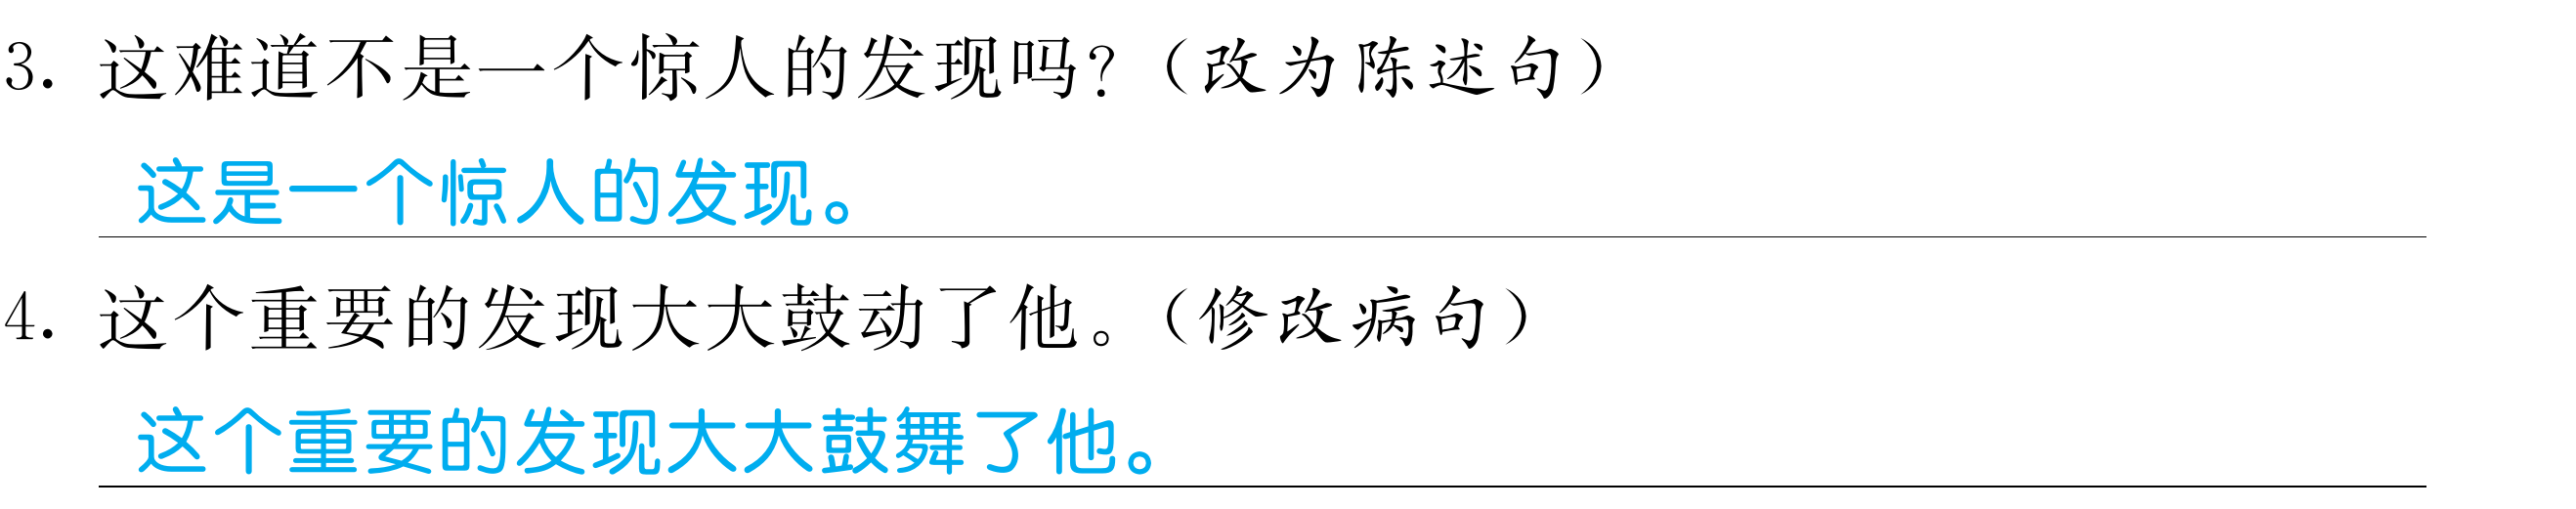 3. 这难道不是一个惊人的发现吗？（改为陈述句）
这是一个惊人的发现。
4. 这个重要的发现大大鼓动了他。（修改病句）
这个重要的发现大大鼓舞了他。